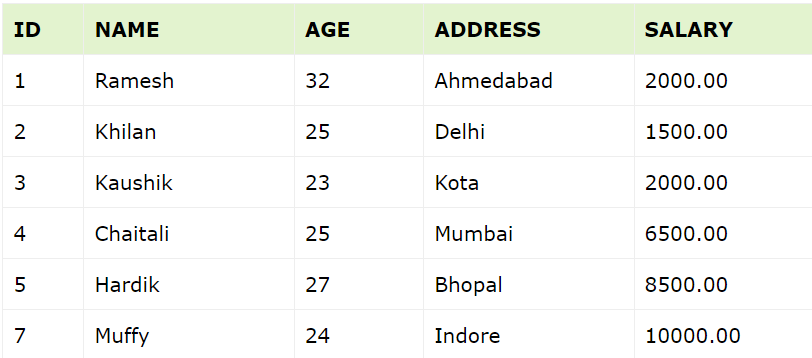 ID NAME AGE ADDRESS SALARY
1 Ramesh 32 Ahmedabad 2000.00
2 Khilan 25 Delhi 1500.00
3 Kaushik 23 Kota 2000.00
4 Chaitali 25 Mumbai 6500.00
5 Hardik 27 Bhopal 8500.00
7 Muffy 24 Indore 10000.00